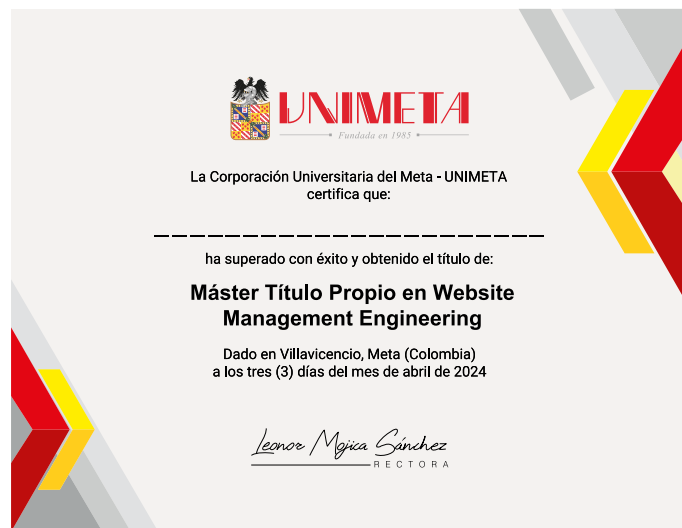 UNIMETA
Fundada en 1985
La Corporación Universitaria del Meta - UNIMETA
certifica que:
ha superado con éxito y obtenido el título de:
Máster Título Propio en Website
Management Engineering
Dado en Villavicencio, Meta (Colombia)
a los tres (3) días del mes de abril de 2024
Leonor Mojica Sánchez
RECTORA